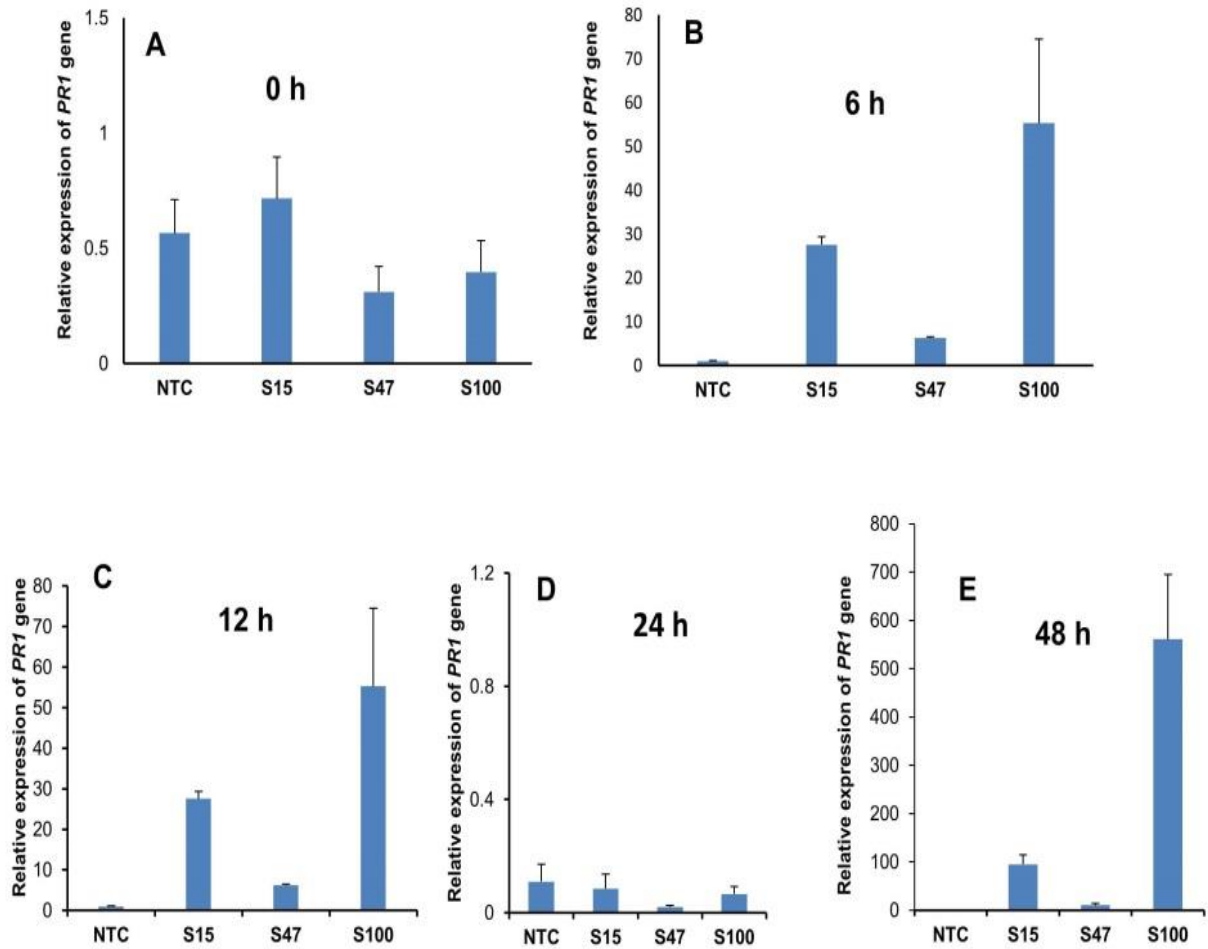 Relative expression of PR1 gene
1.5
1
0.5
0
A
0 h
NTC S15 S47 S100
Relative expression of PR1 gene
80
70
60
50
40
30
20
10
0
B
6 h
NTC S15 S47 S100
Relative expression of PR1 gene
80
70
60
50
40
30
20
10
0
C
12 h
NTC S15 S47 S100
Relative expression of PR1 gene
1.2
0.8
0.4
0
D
24 h
NTC S15 S47 S100
Relative expression of PR1 gene
800
700
600
500
400
300
200
100
0
E
48 h
NTC S15 S47 S100